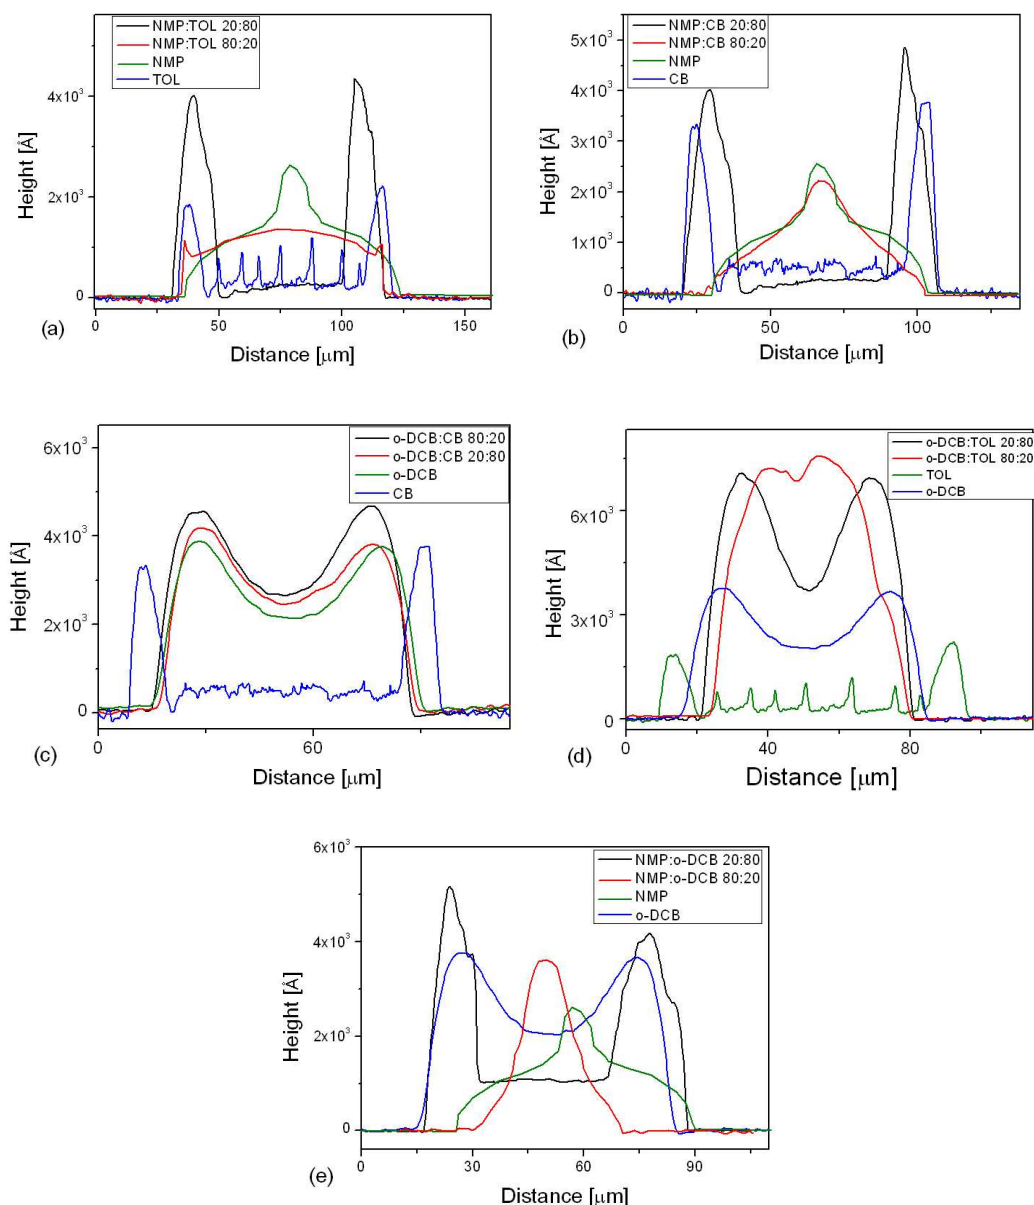 NMP:TOL 20:80
NMP:TOL 80:20
NMP
TOL
4x10³
2x10³
0
Height [Å]
0
50
100
150
Distance [μm]
(a)
NMP:CB 20:80
NMP:CB 80:20
NMP
CB
5x10³
4x10³
3x10³
2x10³
1x10³
0
Height [Å]
0
50
100
Distance [μm]
(b)
o-DCB:CB 80:20
o-DCB:CB 20:80
o-DCB
CB
6x10³
4x10³
2x10³
0
Height [Å]
0
60
Distance [μm]
(c)
o-DCB:TOL 20:80
o-DCB:TOL 80:20
TOL
o-DCB
6x10³
3x10³
0
Height [Å]
0
40
80
Distance [μm]
(d)
NMP:o-DCB 20:80
NMP:o-DCB 80:20
NMP
o-DCB
6x10³
4x10³
2x10³
0
Height [Å]
0
30
60
90
Distance [μm]
(e)